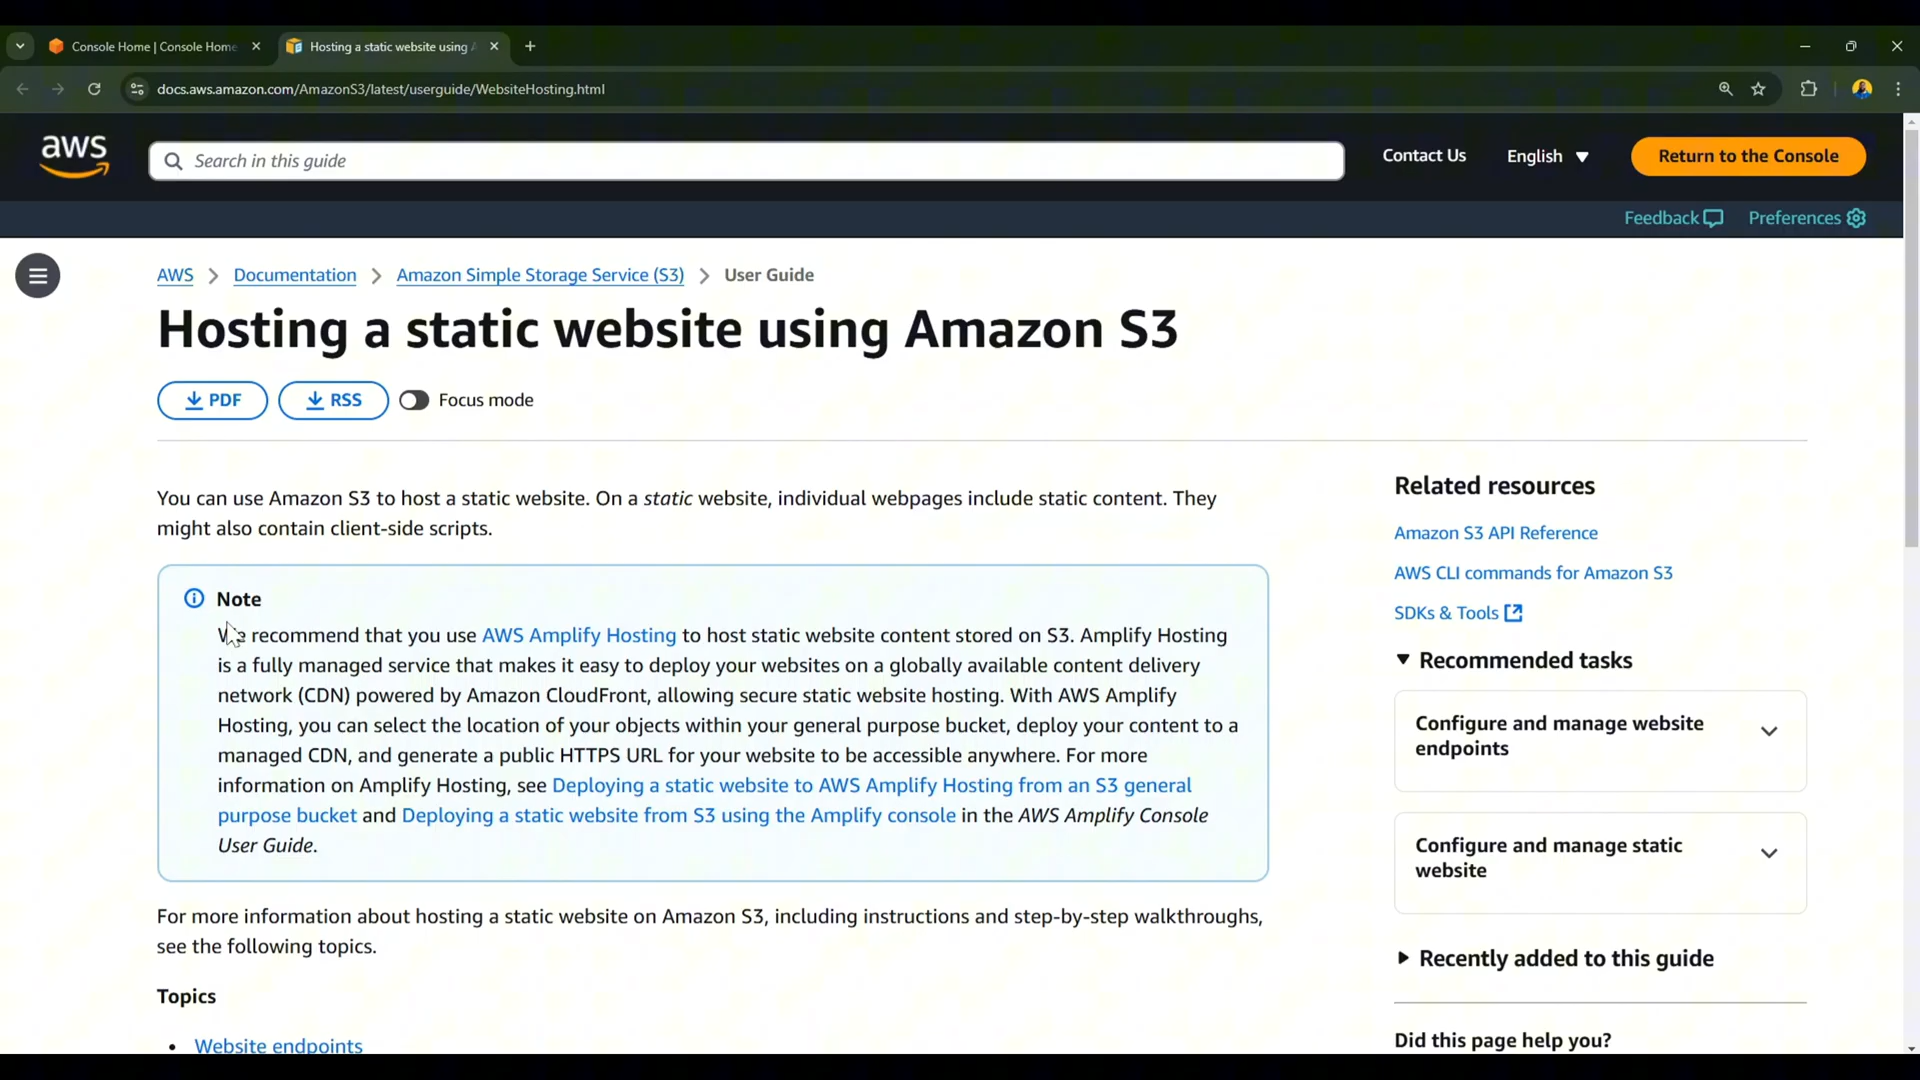 Console Home | Console Home
Hosting a static website using A
docs.aws.amazon.com/AmazonS3/latest/userguide/WebsiteHosting.html
aws
Search in this guide
Contact Us
English
Return to the Console
Feedback
Preferences
AWS > Documentation > Amazon Simple Storage Service (S3) > User Guide
Hosting a static website using Amazon S3
PDF
RSS
Focus mode
You can use Amazon S3 to host a static website. On a static website, individual webpages include static content. They
might also contain client-side scripts.
Note
We recommend that you use AWS Amplify Hosting to host static website content stored on S3. Amplify Hosting
is a fully managed service that makes it easy to deploy your websites on a globally available content delivery
network (CDN) powered by Amazon CloudFront, allowing secure static website hosting. With AWS Amplify
Hosting, you can select the location of your objects within your general purpose bucket, deploy your content to a
managed CDN, and generate a public HTTPS URL for your website to be accessible anywhere. For more
information on Amplify Hosting, see Deploying a static website to AWS Amplify Hosting from an S3 general
purpose bucket and Deploying a static website from S3 using the Amplify console in the AWS Amplify Console
User Guide.
For more information about hosting a static website on Amazon S3, including instructions and step-by-step walkthroughs,
see the following topics.
Topics
• Website endpoints
Related resources
Amazon S3 API Reference
AWS CLI commands for Amazon S3
SDKs & Tools
Recommended tasks
Configure and manage website
endpoints
Configure and manage static
website
Recently added to this guide
Did this page help you?